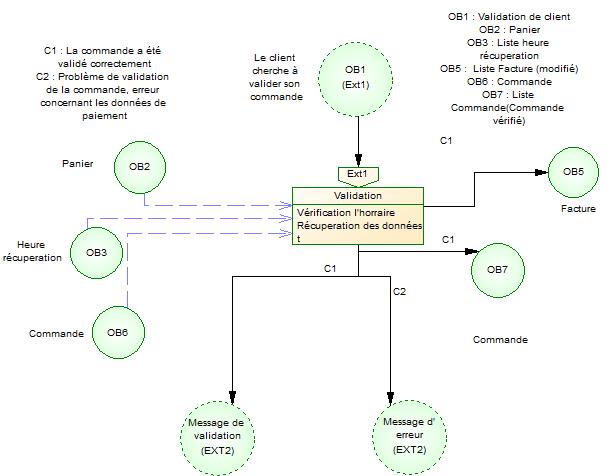 C1 : La commande a été
validé correctement
C2 : Problème de validation
de la commande, erreur
concernant les données de
paiement
Le client
cherche à
valider son
commande
OB1
(Ext1)
OB1 : Validation de client
OB2 : Panier
OB3 : Liste heure
récupération
OB5 : Liste Facture (modifié)
OB6 : Commande
OB7 : Liste
Commande(Commande
vérifié)
C1
Panier
OB2
Ext1
OB5
Facture
Validation
Vérification l'horraire
Récuperation des données
t
Heure
récuperation
OB3
C1
OB7
C1
C2
Commande
OB6
Commande
Message de
validation
(EXT2)
Message d'
erreur
(EXT2)